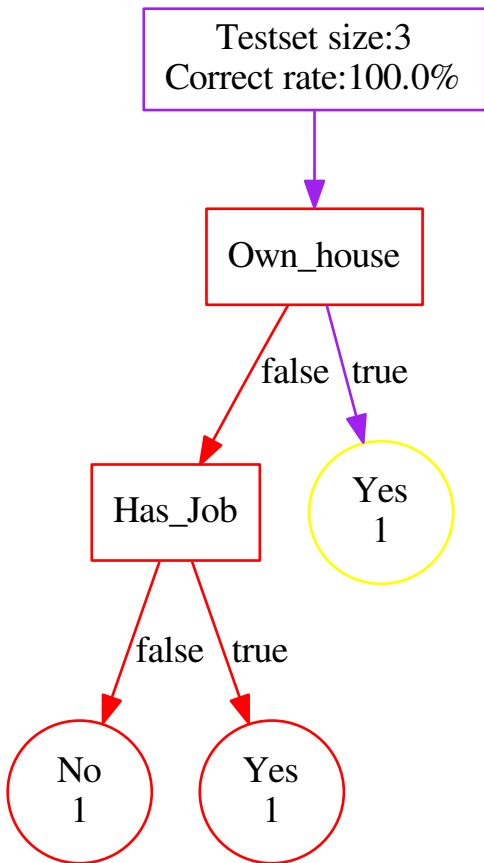 Testset size:3
Correct rate:100.0%
Own_house
false
true
Has_Job
Yes
1
false
true
No
1
Yes
1